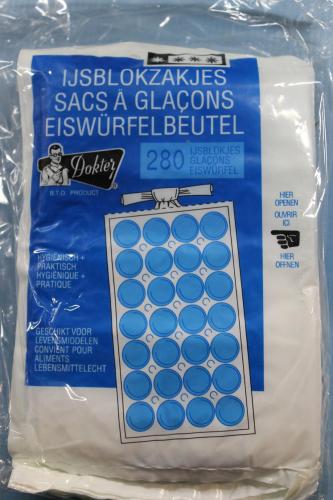 ****
IJSBLOKZAKJES
SACS À GLAÇONS
EISWÜRFELBEUTEL
Dokter
®
B.T.D. PRODUCT
280
IJSBLOKJES
GLAÇONS
EISWÜRFEL
HIER
OPENEN
OUVRIR
ICI
HIER
ÖFFNEN
HYGIËNISCH +
PRAKTISCH
HYGIÉNIQUE +
PRATIQUE
GESCHIKT VOOR
LEVENSMIDDELEN
CONVIENT POUR
ALIMENTS
LEBENSMITTELECHT